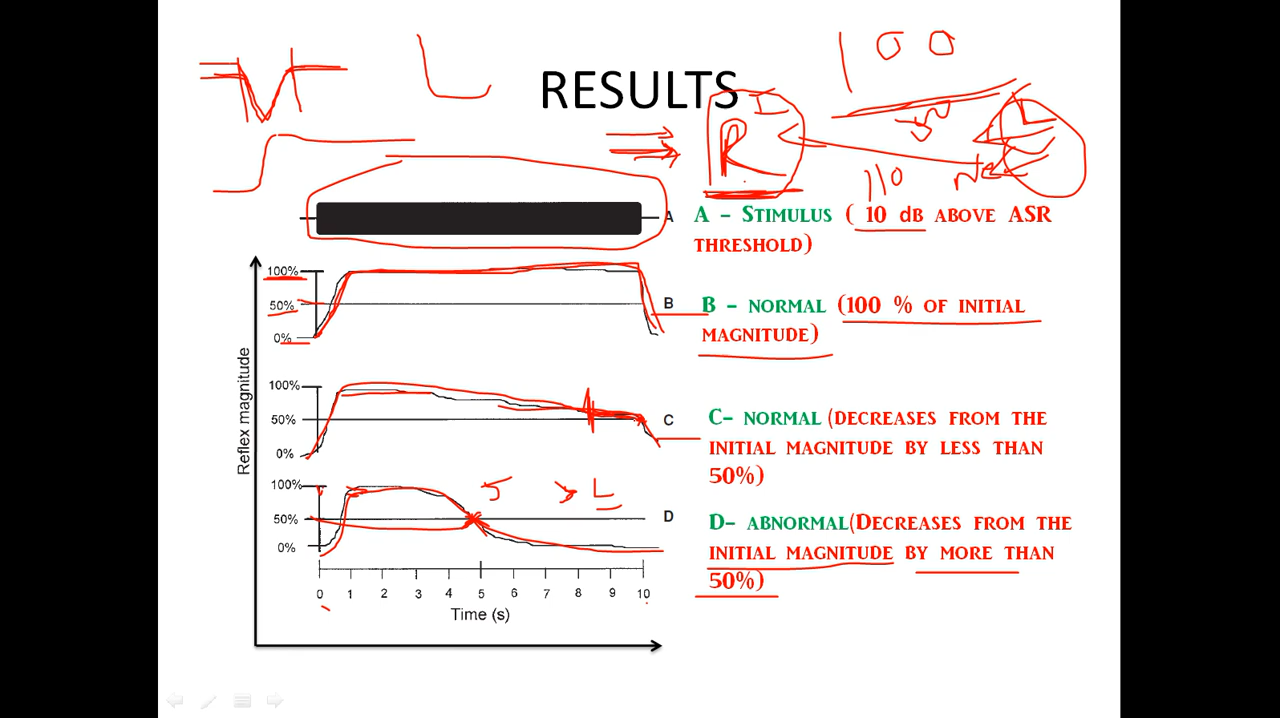 100
RESULTS
R
I
L
110
A
A - STIMULUS ( 10 dB ABOVE ASR
THRESHOLD)
100%
50%
0%
B
B - NORMAL (100 % OF INITIAL
MAGNITUDE)
Reflex magnitude
100%
50%
0%
C
C- NORMAL (DECREASES FROM THE
INITIAL MAGNITUDE BY LESS THAN
50%)
100%
50%
0%
5
L
D
D- ABNORMAL(DECREASES FROM THE
INITIAL MAGNITUDE BY MORE THAN
50%)
0 1 2 3 4 5 6 7 8 9 10
Time (s)